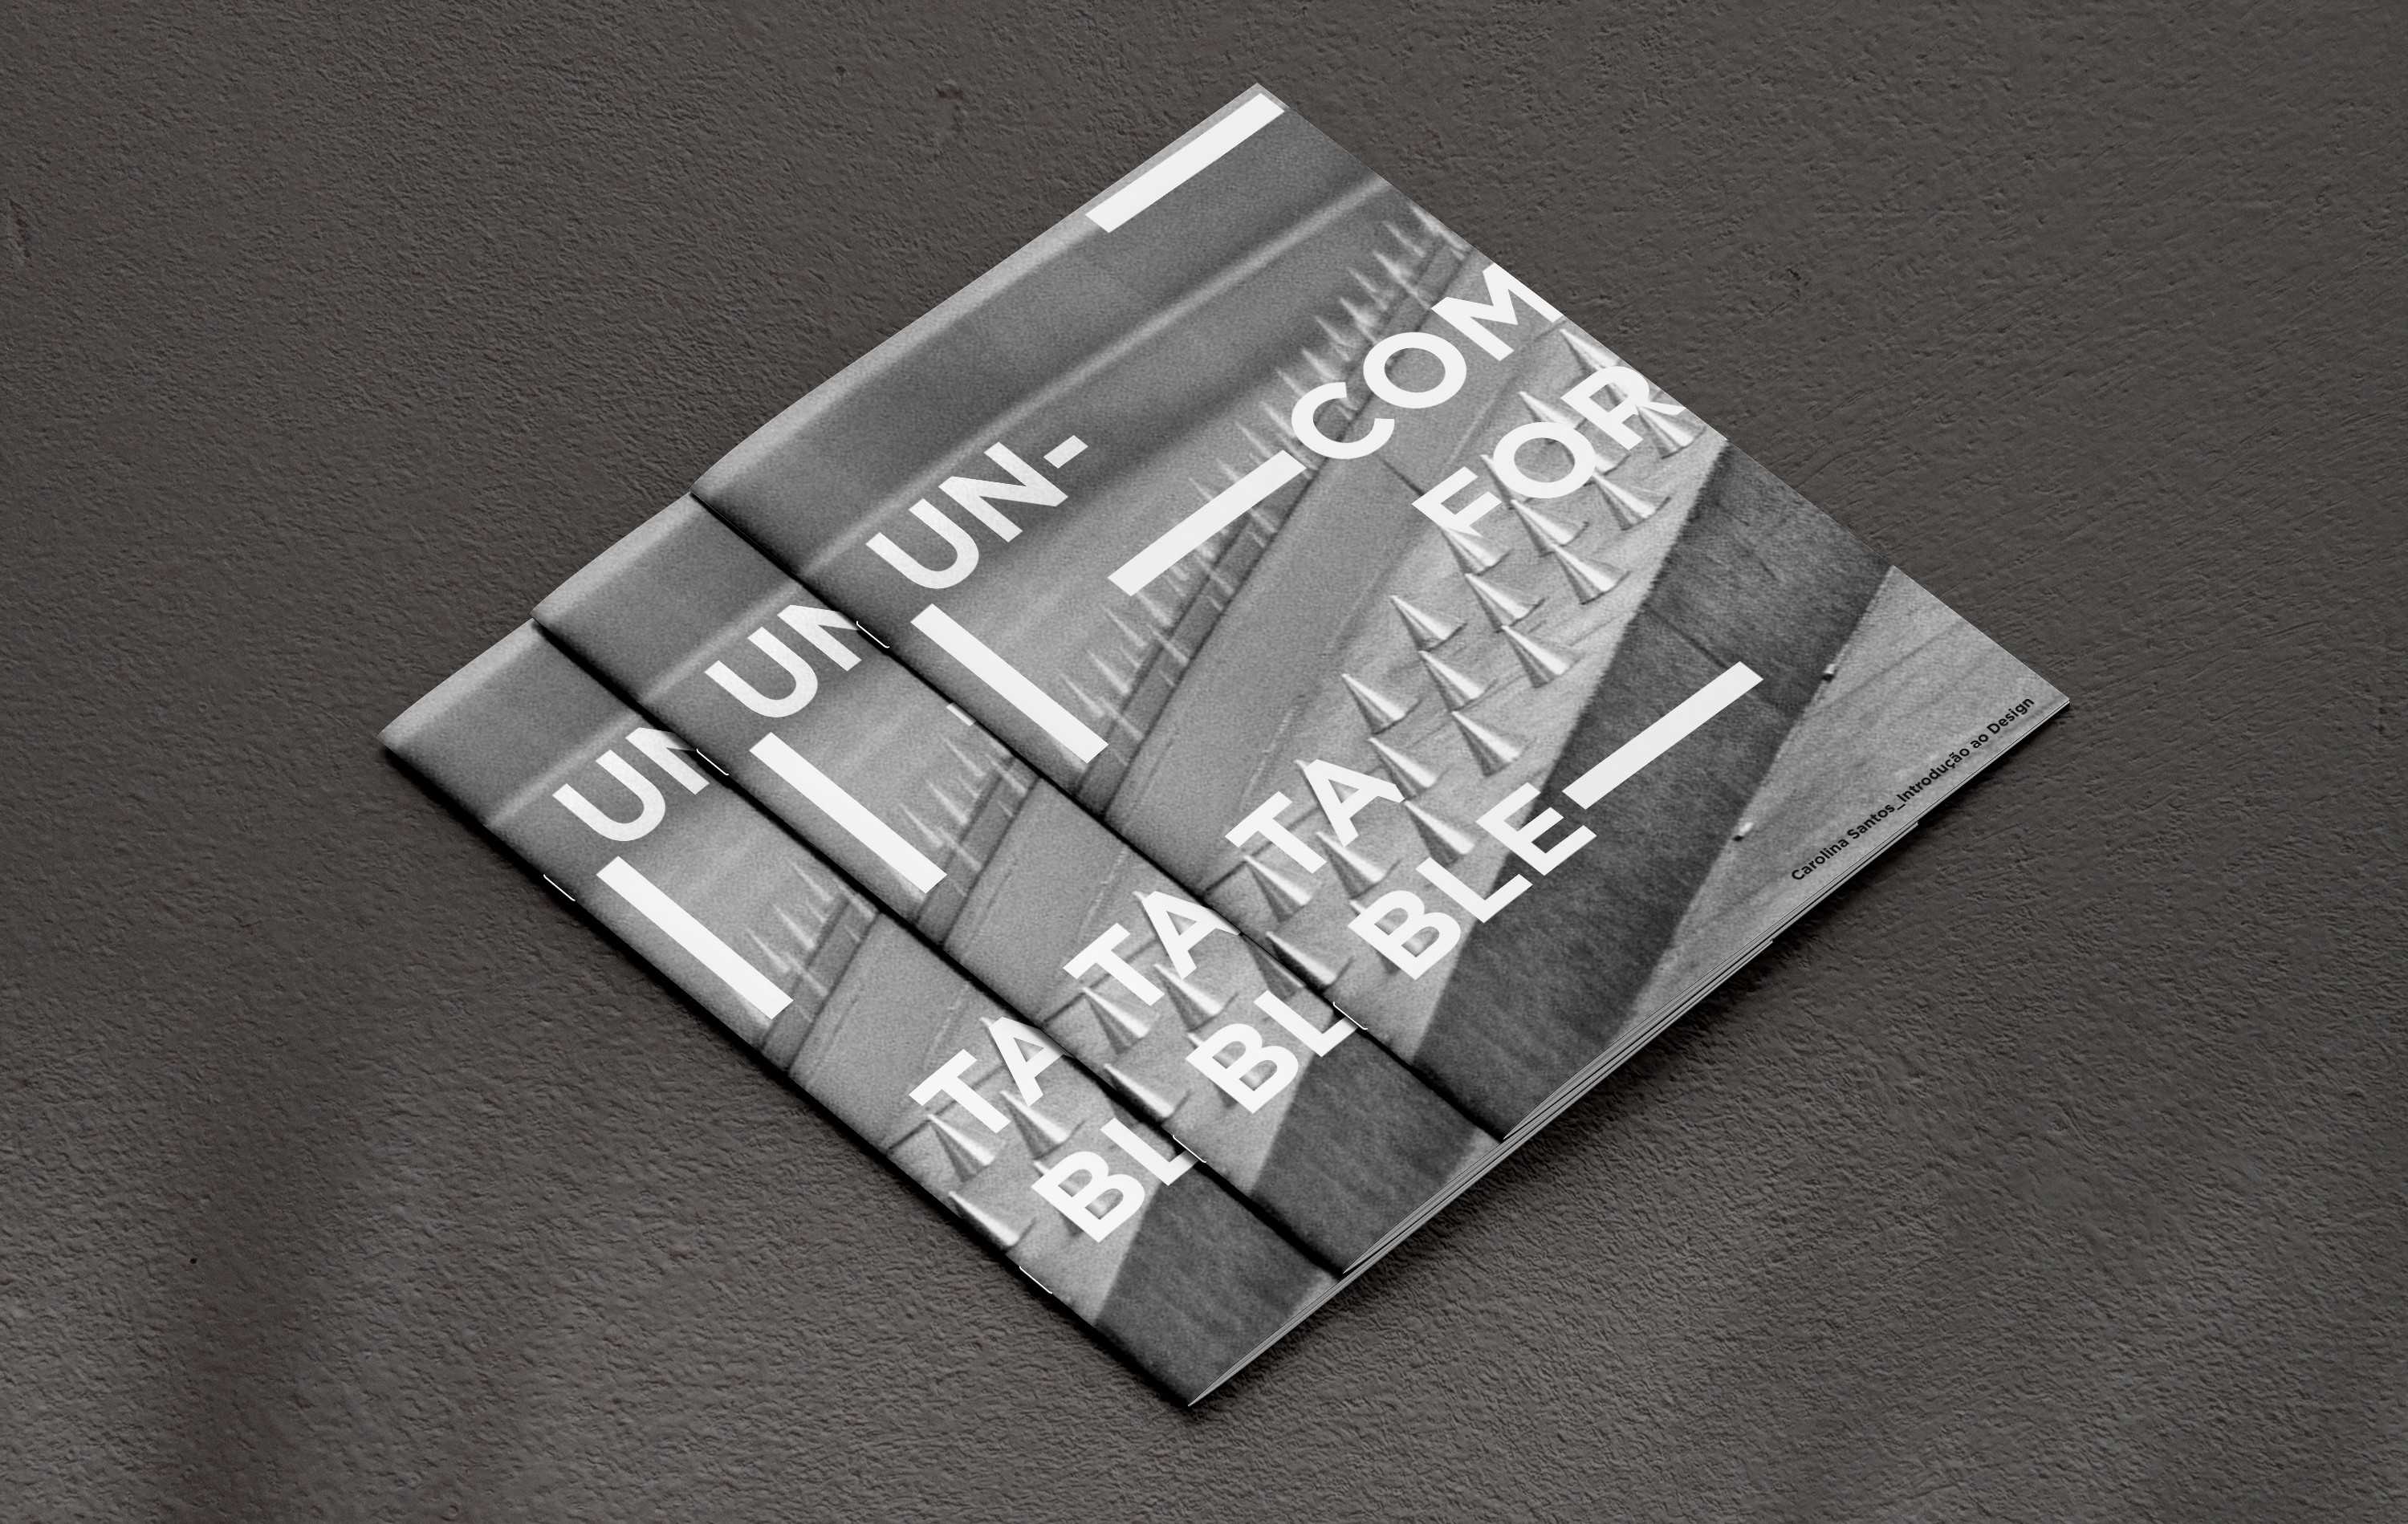 UN-
COM
FOR
TA
BLE
Carolina Santos_Introdução ao Design
UN
TA
BL
UN
TA
BL